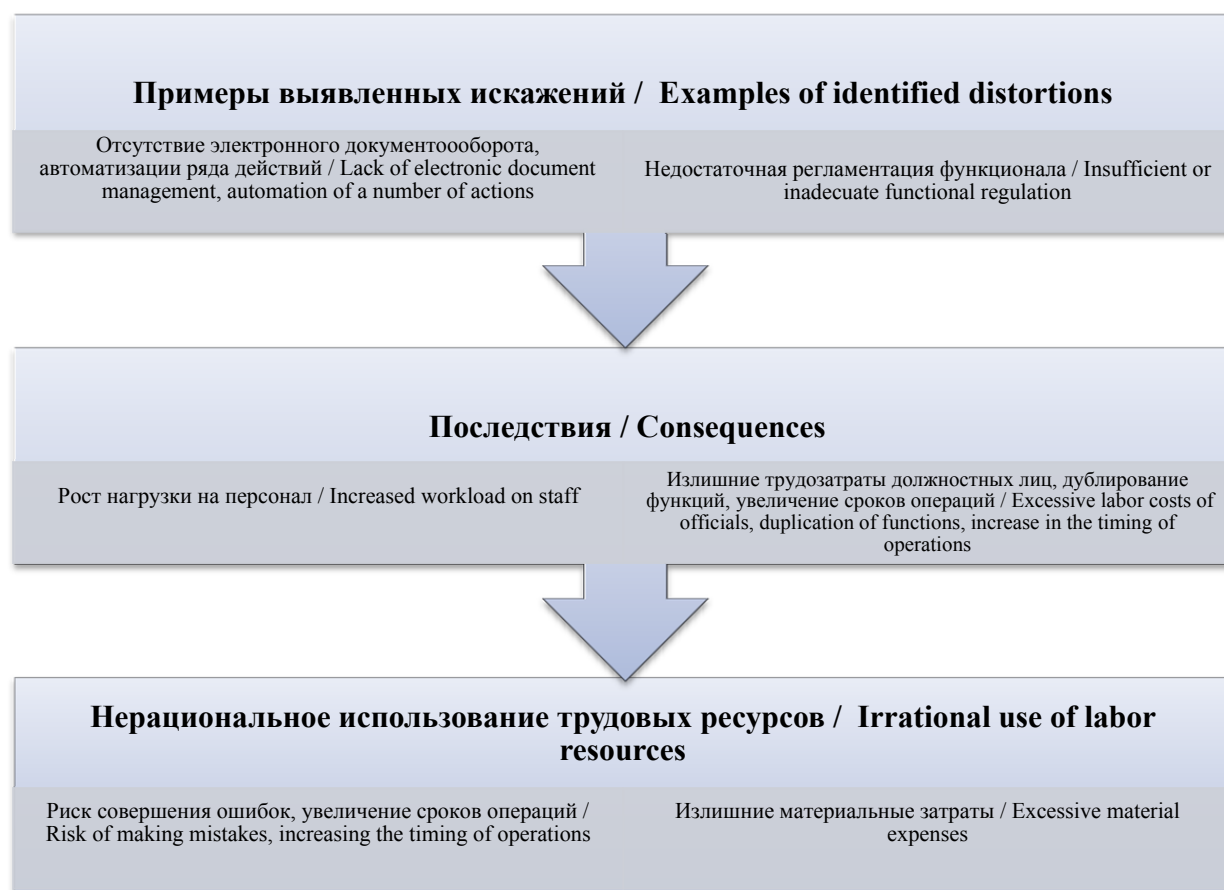 Примеры выявленных искажений / Examples of identified distortions
Отсутствие электронного документоооборота,
автоматизации ряда действий / Lack of electronic document
management, automation of a number of actions
Недостаточная регламентация функционала / Insufficient or
inadequate functional regulation
Последствия / Consequences
Рост нагрузки на персонал / Increased workload on staff
Излишние трудозатраты должностных лиц, дублирование
функций, увеличение сроков операций / Excessive labor costs of
officials, duplication of functions, increase in the timing of
operations
Нерациональное использование трудовых ресурсов / Irrational use of labor
resources
Риск совершения ошибок, увеличение сроков операций /
Risk of making mistakes, increasing the timing of operations
Излишние материальные затраты / Excessive material
expenses